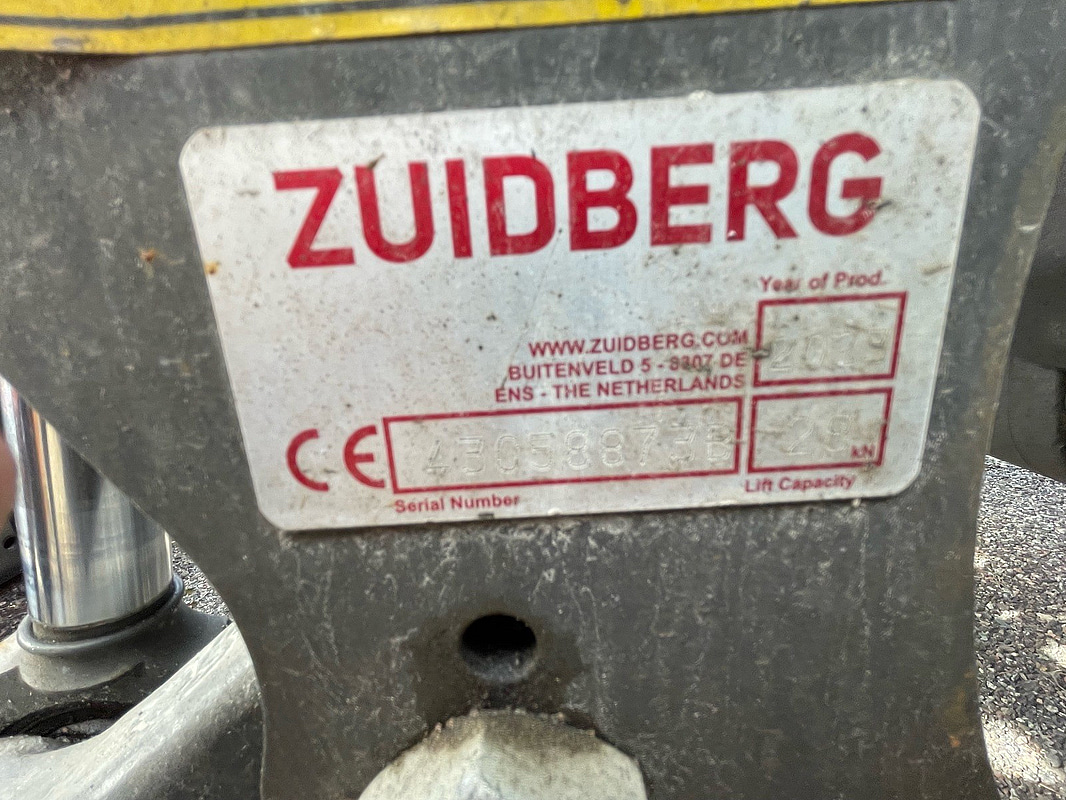 ZUIDBERG
Year of Prod.
WWW.ZUIDBERG.COM
BUITENVELD 5 - 8307 DE
ENS - THE NETHERLANDS
CE
28 kN
Serial Number
Lift Capacity